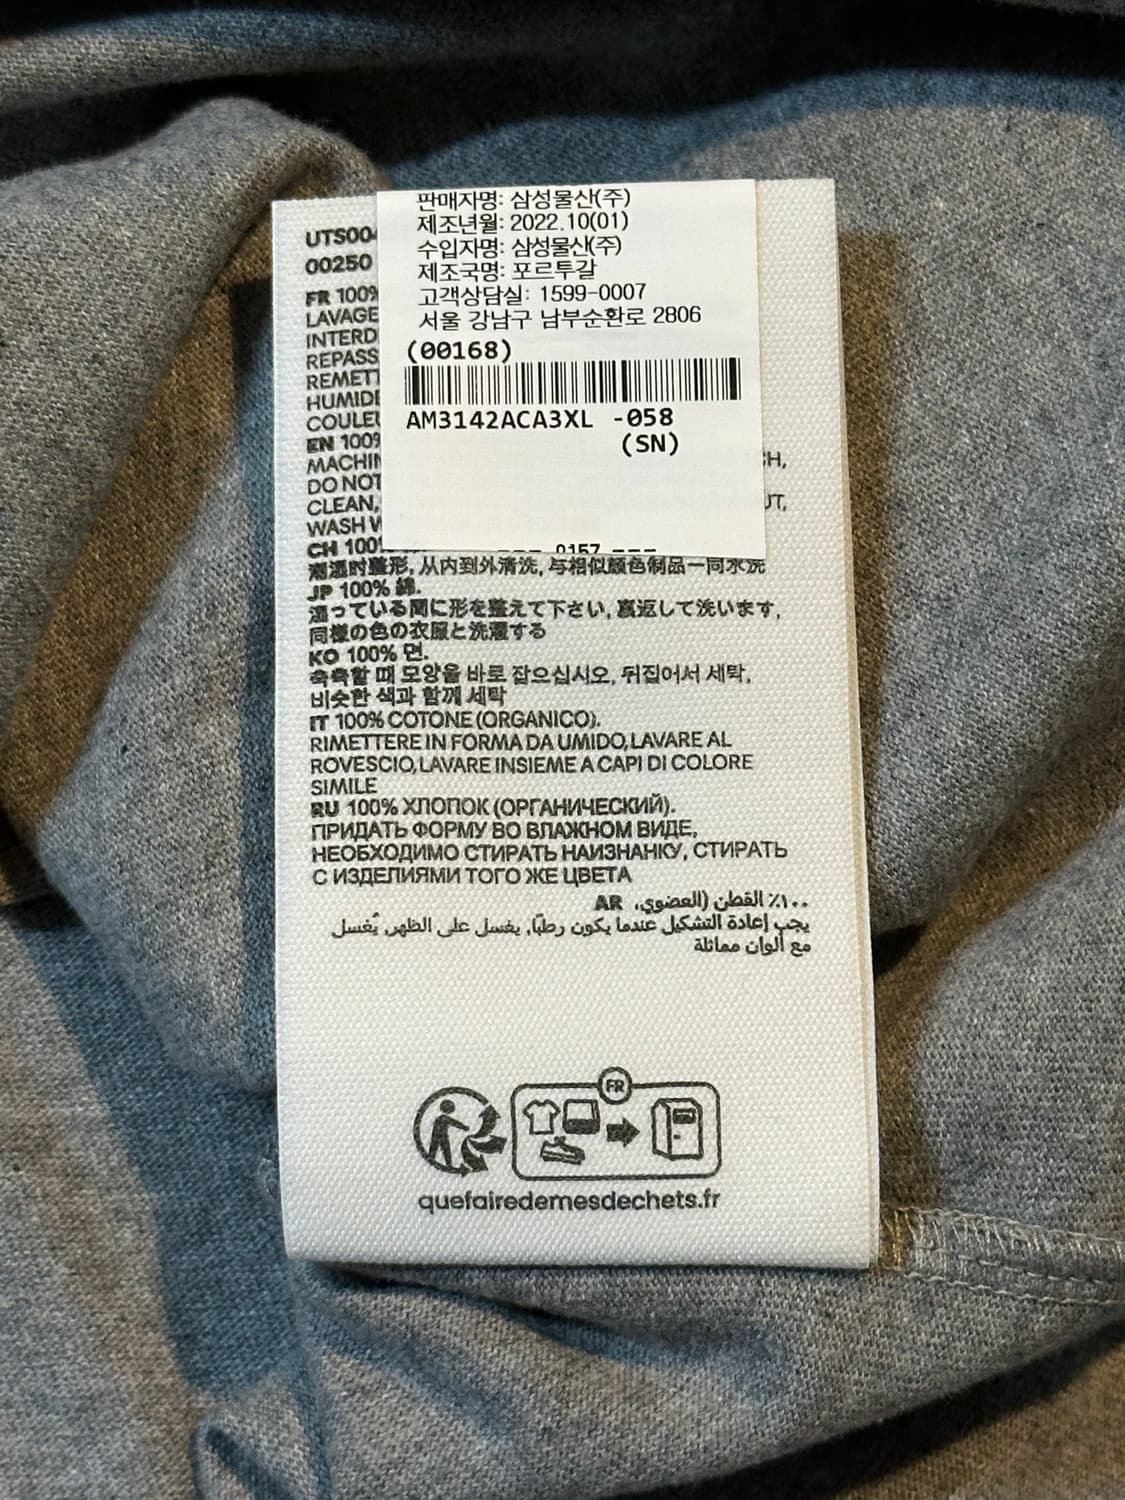 판매자명: 삼성물산(주)
제조년월: 2022.10(01)
수입자명: 삼성물산(주)
제조국명: 포르투갈
고객상담실: 1599-0007
서울 강남구 남부순환로 2806
(00168)
AM3142ACA3XL -058
(SN)
00250
FR 100%
LAVAGE
INTERD
REPASS
REMET
HUMIDE
COULEU
EN 100%
MACHIN
DO NOT
CLEAN,
WASH W
CH 100%
0157
潮湿时整形, 从内到外清洗, 与相似颜色制品一同水洗
JP 100% 綿.
湿っている間に形を整えて下さい, 裏返して洗います,
同様の色の衣服と洗濯する
KO 100% 면.
축축할 때 모양을 바로 잡으십시오, 뒤집어서 세탁,
비슷한 색과 함께 세탁
IT 100% COTONE (ORGANICO).
RIMETTERE IN FORMA DA UMIDO, LAVARE AL
ROVESCIO, LAVARE INSIEME A CAPI DI COLORE
SIMILE
RU 100% ХЛОПОК (ОРГАНИЧЕСКИЙ).
ПРИДАТЬ ФОРМУ ВО ВЛАЖНОМ ВИДЕ,
НЕОБХОДИМО СТИРАТЬ НАИЗНАНКУ, СТИРАТЬ
С ИЗДЕЛИЯМИ ТОГО ЖЕ ЦВЕТА
١٠٠٪ القطن (العضوي، AR
يجب إعادة التشكيل عندما يكون رطبًا, يغسل على الظهر, يُغسل
مع ألوان مماثلة
FR
quefairedemesdechets.fr